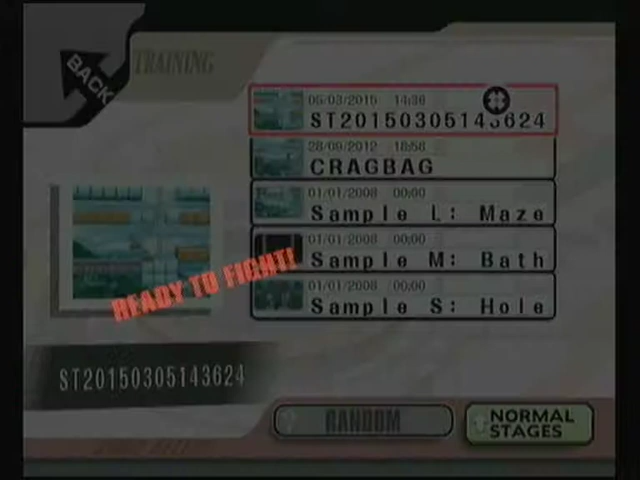 BACK
TRAINING
05/03/2015 14:36
ST20150305143624
28/09/2012 18:58
CRAGBAG
01/01/2008 00:00
Sample L: Maze
01/01/2008 00:00
Sample M: Bath
01/01/2008 00:00
Sample S: Hole
READY TO FIGHT!
ST20150305143624
RANDOM
NORMAL
STAGES